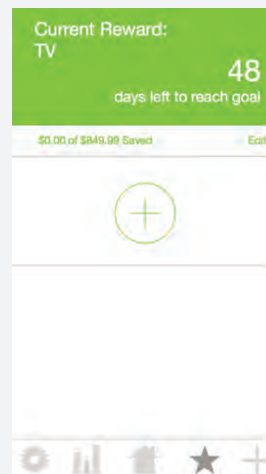 Current Reward:
TV
48
days left to reach goal
$0.00 of $849.99 Saved
Edit